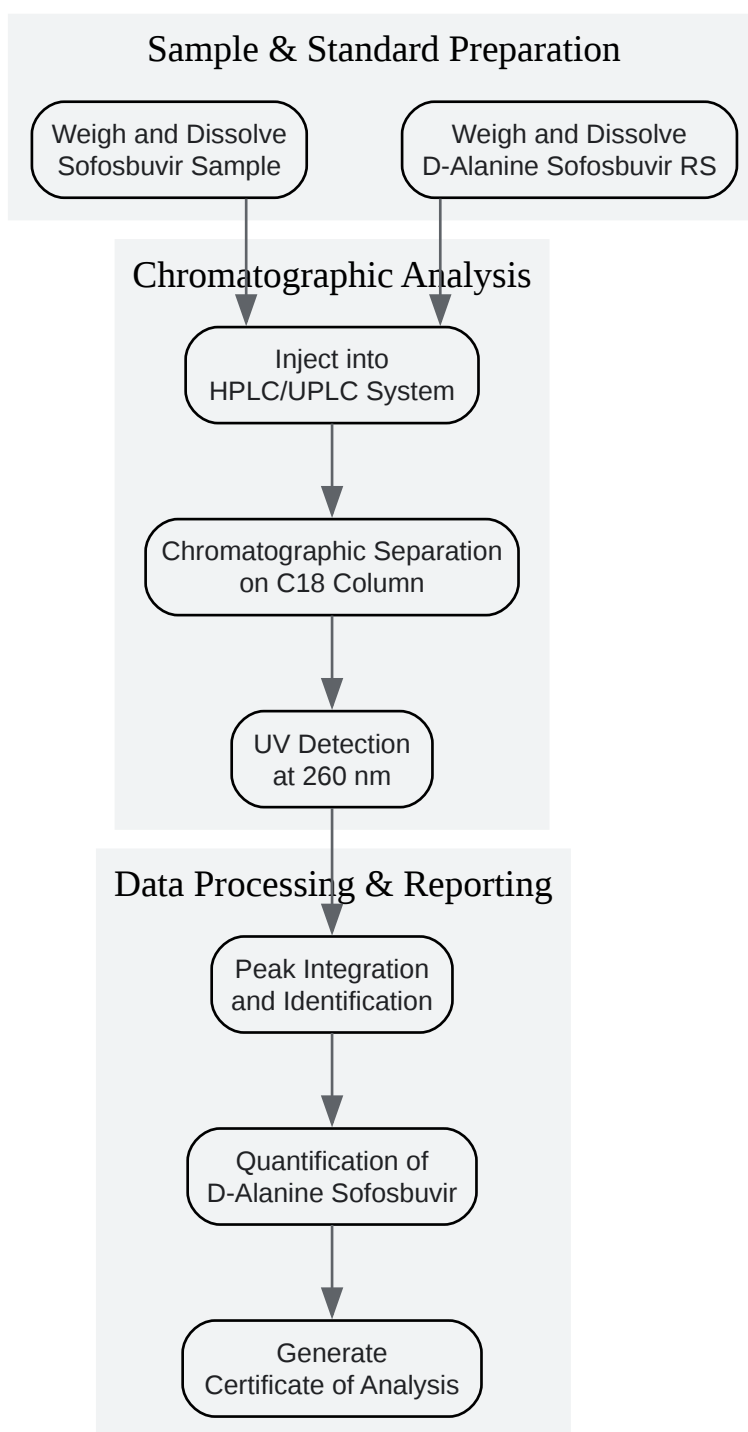 Sample & Standard Preparation
Weigh and Dissolve
Sofosbuvir Sample
Weigh and Dissolve
D-Alanine Sofosbuvir RS
Chromatographic Analysis
Inject into
HPLC/UPLC System
Chromatographic Separation
on C18 Column
UV Detection
at 260 nm
Data Processing & Reporting
Peak Integration
and Identification
Quantification of
D-Alanine Sofosbuvir
Generate
Certificate of Analysis